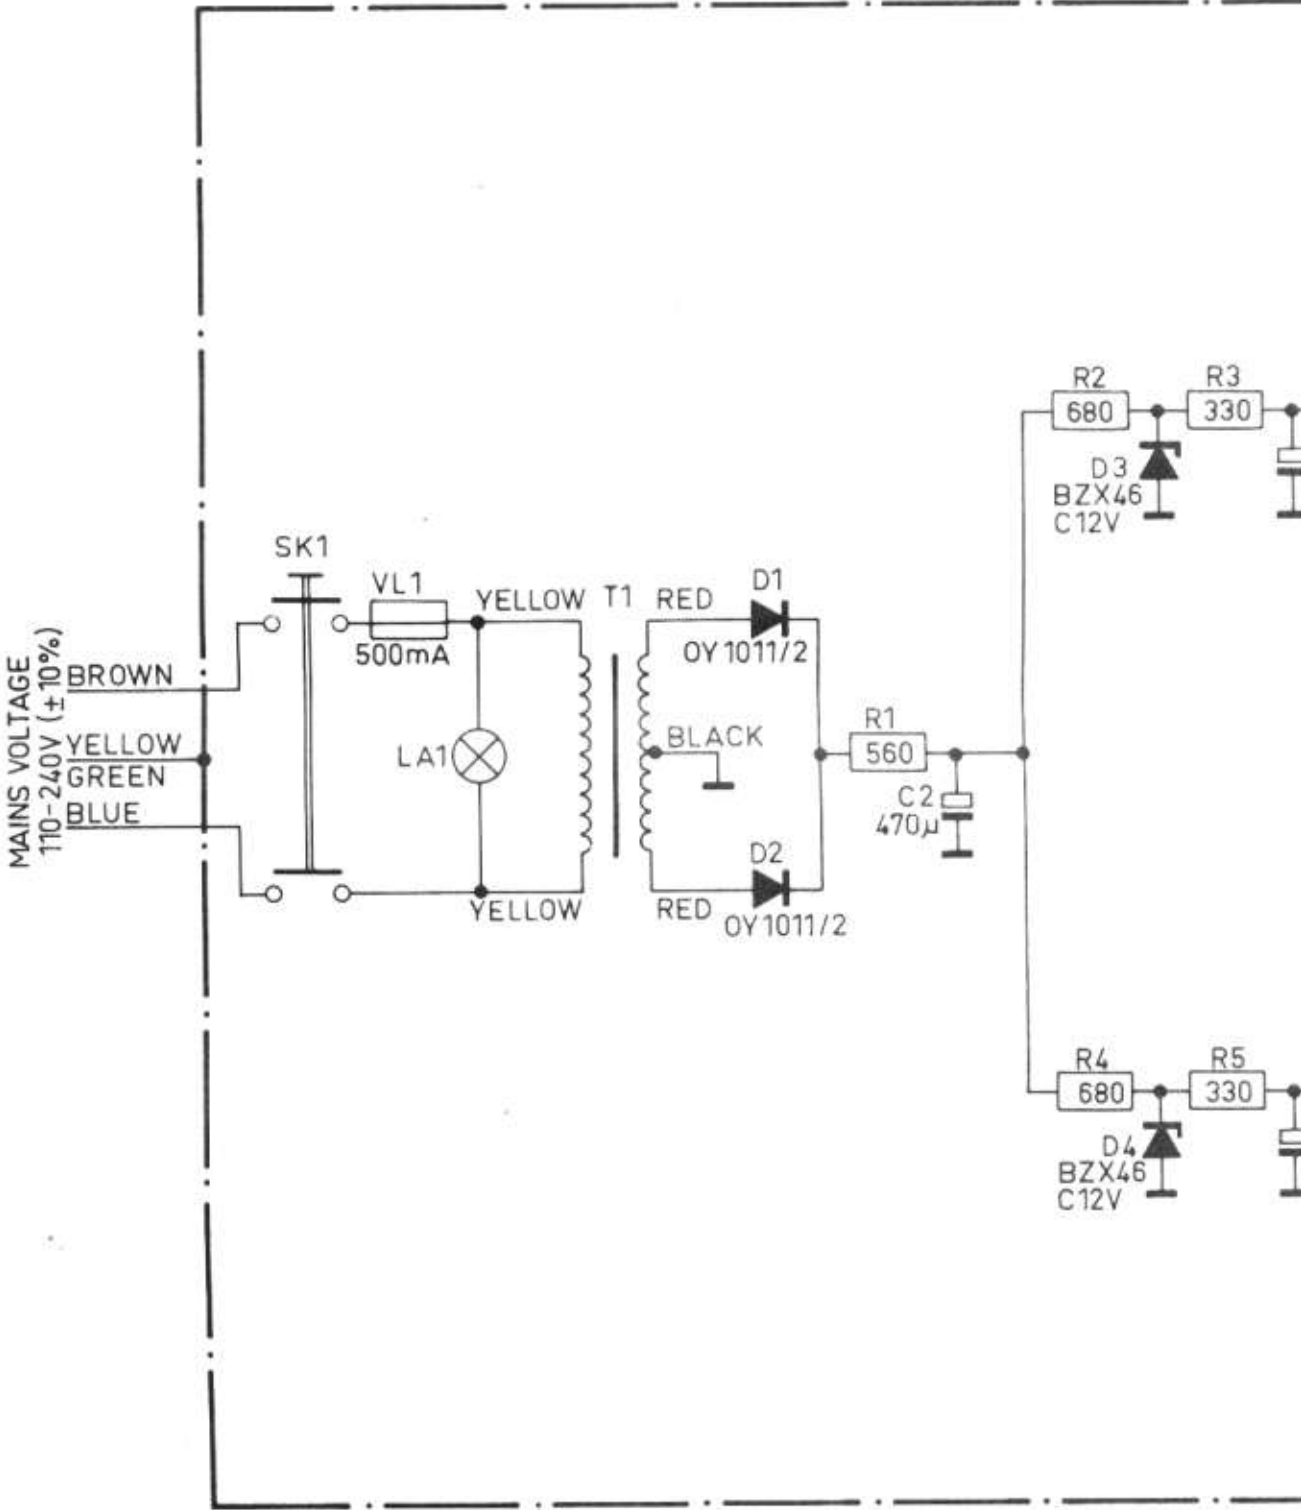 MAINS VOLTAGE
110-240V (±10%)
BROWN
YELLOW
GREEN
BLUE
SK1
VL1
500mA
LA1
YELLOW
YELLOW
T1
RED
BLACK
RED
D1
OY1011/2
D2
OY1011/2
R1
560
C2
470µ
R2
680
R3
330
D3
BZX46
C12V
R4
680
R5
330
D4
BZX46
C12V